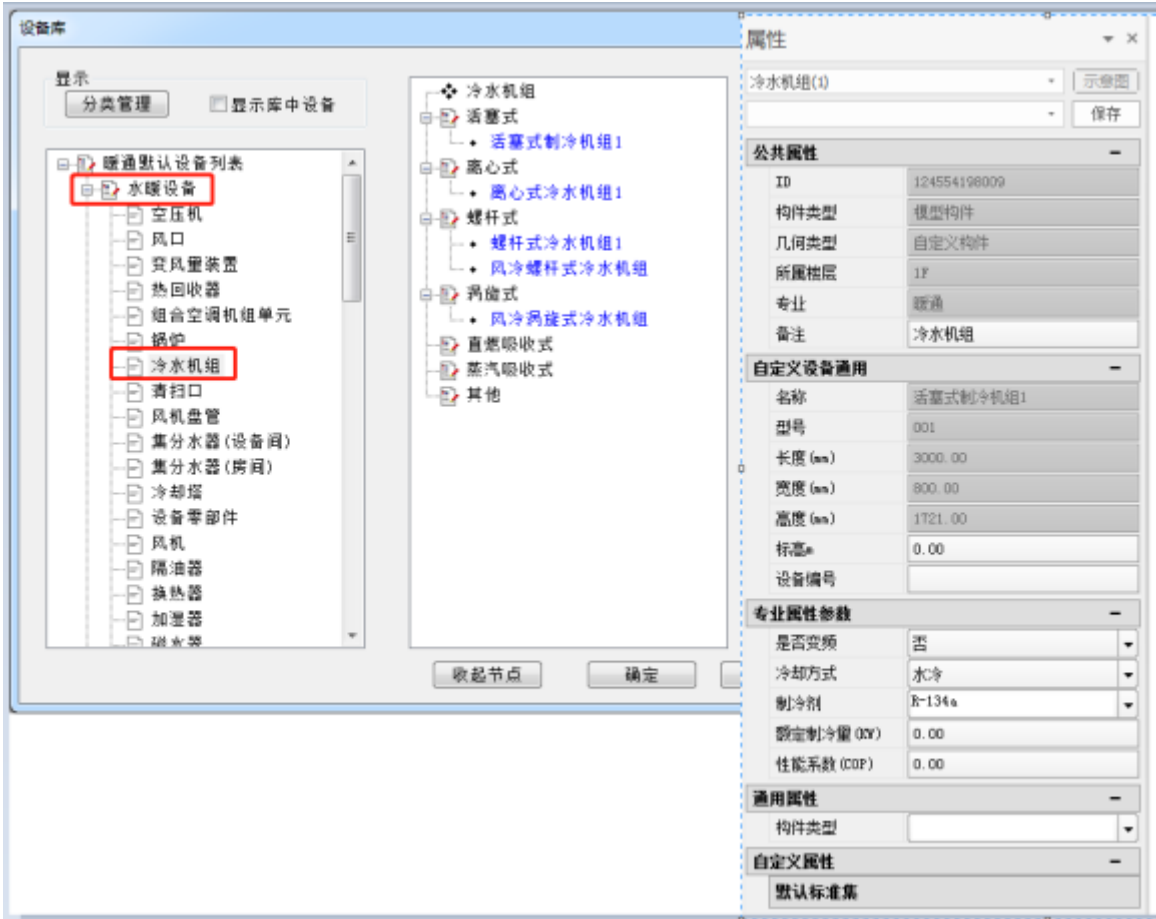 设备库
显示
分类管理
显示库中设备
暖通默认设备列表
水暖设备
空压机
风口
变风量装置
热回收器
组合空调机组单元
锅炉
冷水机组
清扫口
风机盘管
集分水器(设备间)
集分水器(房间)
冷却塔
设备零部件
风机
隔油器
换热器
加湿器
冷水机组
活塞式
活塞式制冷机组1
离心式
离心式冷水机组1
螺杆式
螺杆式冷水机组1
风冷螺杆式冷水机组
涡旋式
风冷涡旋式冷水机组
直燃吸收式
蒸汽吸收式
其他
收起节点
确定
属性
冷水机组(1)
示意图
保存
公共属性
ID 124554198009
构件类型 模型构件
几何类型 自定义构件
所属楼层 1F
专业 暖通
备注 冷水机组
自定义设备通用
名称 活塞式制冷机组1
型号 001
长度(mm) 3000.00
宽度(mm) 800.00
高度(mm) 1721.00
标高m 0.00
设备编号
专业属性参数
是否变频 否
冷却方式 水冷
制冷剂 R-134a
额定制冷量(KW) 0.00
性能系数(COP) 0.00
通用属性
构件类型
自定义属性
默认标准集